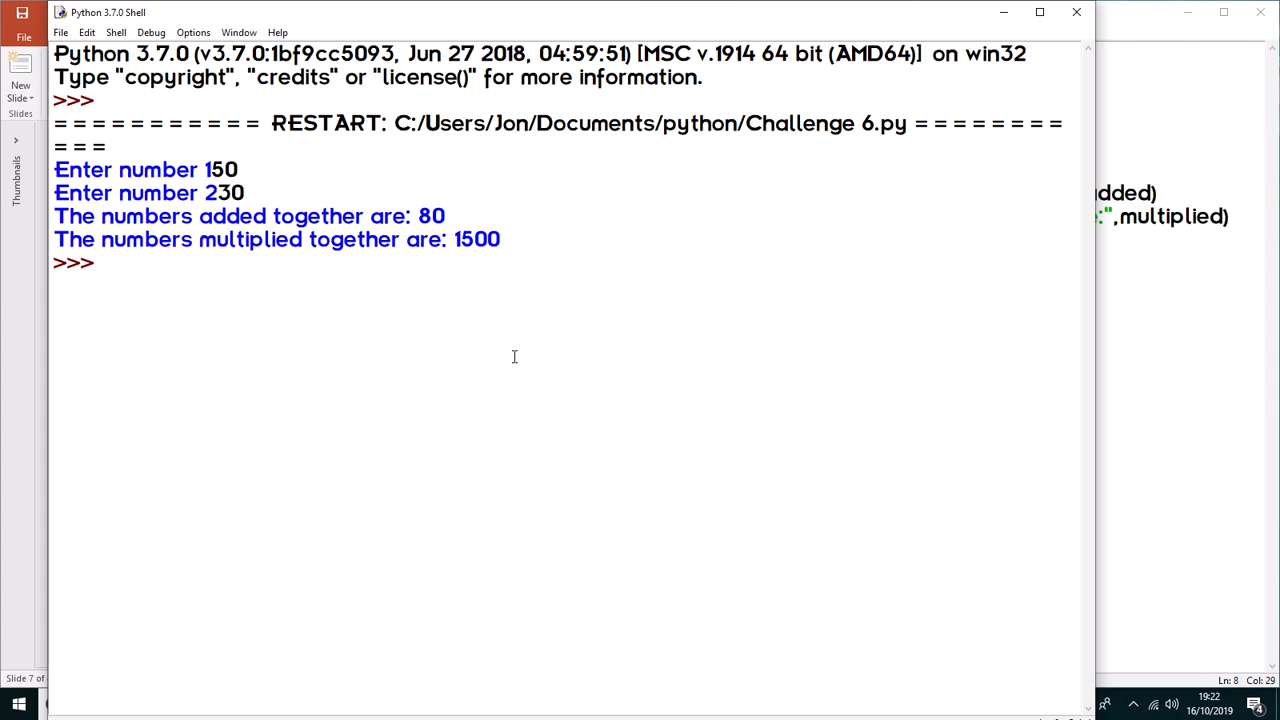 Python 3.7.0 Shell
File
File Edit Shell Debug Options Window Help
Python 3.7.0 (v3.7.0:1bf9cc5093, Jun 27 2018, 04:59:51) [MSC v.1914 64 bit (AMD64)] on win32
Type "copyright", "credits" or "license()" for more information.
>>>
=========== RESTART: C:/Users/Jon/Documents/python/Challenge 6.py ========
===
Enter number 150
Enter number 230
The numbers added together are: 80
The numbers multiplied together are: 1500
>>>
New
Slide
Slides
Thumbnails
added)
:",multiplied)
Slide 7 of
Ln: 8 Col: 29
19:22
16/10/2019
4